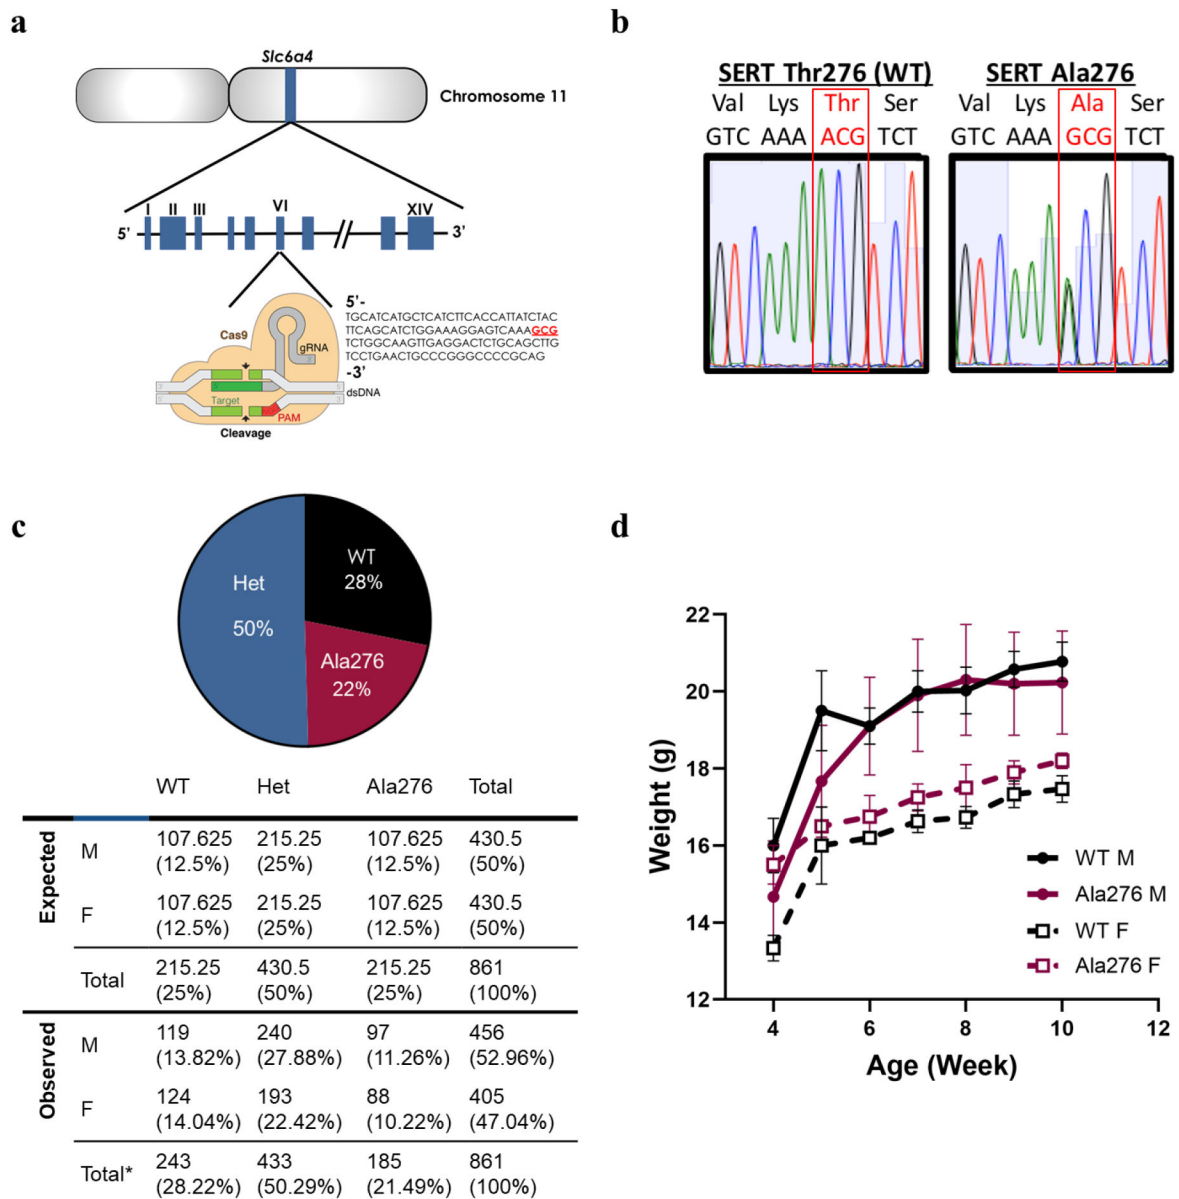 a
Slc6a4
Chromosome 11
I II III VI XIV
5' 3'
5'-
TGCATCATGCTCATCTTCACCATTATCTAC
TTCAGCATCTGGAAAGGAGTCAAAGCG
TCTGGCAAGTTGAGGACTCTGCAGCTTG
TCCTGAACTGCCCGGGCCCCGCAG
-3'
Cas9
gRNA
dsDNA
Target
PAM
Cleavage
b
SERT Thr276 (WT)
Val Lys Thr Ser
GTC AAA ACG TCT
SERT Ala276
Val Lys Ala Ser
GTC AAA GCG TCT
c
WT
28%
Het
50%
Ala276
22%
WT Het Ala276 Total
Expected
M 107.625 215.25 107.625 430.5
(12.5%) (25%) (12.5%) (50%)
F 107.625 215.25 107.625 430.5
(12.5%) (25%) (12.5%) (50%)
Total 215.25 430.5 215.25 861
(25%) (50%) (25%) (100%)
Observed
M 119 240 97 456
(13.82%) (27.88%) (11.26%) (52.96%)
F 124 193 88 405
(14.04%) (22.42%) (10.22%) (47.04%)
Total* 243 433 185 861
(28.22%) (50.29%) (21.49%) (100%)
d
Weight (g)
22
20
18
16
14
12
4 6 8 10 12
Age (Week)
WT M
Ala276 M
WT F
Ala276 F